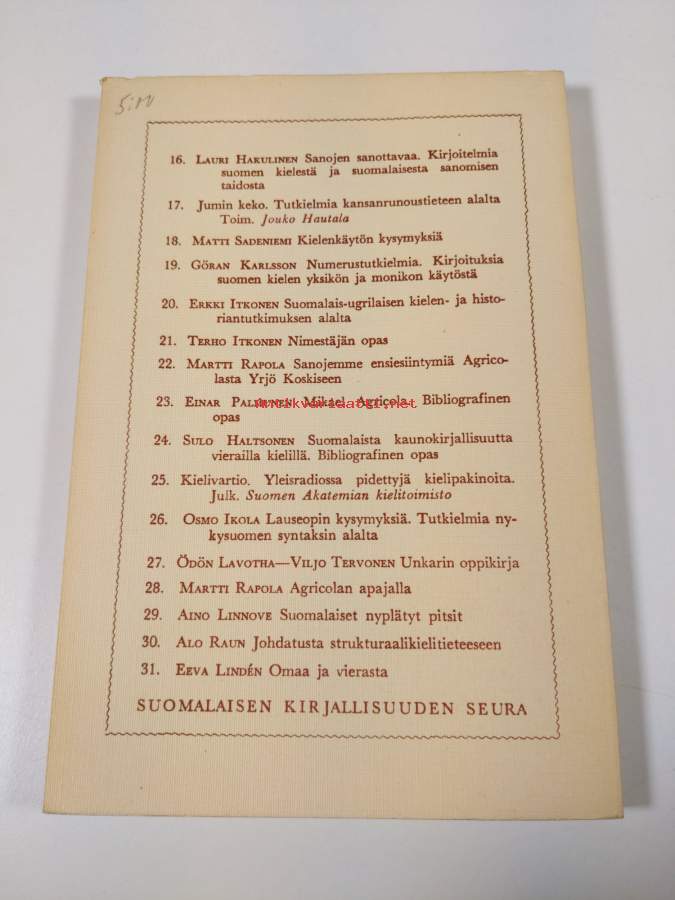 16. LAURI HAKULINEN Sanojen sanottavaa. Kirjoitelmia
suomen kielestä ja suomalaisesta sanomisen
taidosta
17. Jumin keko. Tutkielmia kansanrunoustieteen alalta
Toim. Jouko Hautala
18. MATTI SADENIEMI Kielenkäytön kysymyksiä
19. GÖRAN KARLSSON Numerustutkielmia. Kirjoituksia
suomen kielen yksikön ja monikon käytöstä
20. ERKKI ITKONEN Suomalais-ugrilaisen kielen- ja histo-
riantutkimuksen alalta
21. TERHO ITKONEN Nimestäjän opas
22. MARTTI RAPOLA Sanojemme ensiesiintymiä Agrico-
lasta Yrjö Koskiseen
23. EINAR Mikael Agricola. Bibliografinen
opas
24. SULO HALTSONEN Suomalaista kaunokirjallisuutta
vierailla kielillä. Bibliografinen opas
25. Kielivartio. Yleisradiossa pidettyjä kielipakinoita.
Julk. Suomen Akatemian kielitoimisto
26. OSMO IKOLA Lauseopin kysymyksiä. Tutkielmia ny-
kysuomen syntaksin alalta
27. ÖDÖN LAVOTHA—VILJO TERVONEN Unkarin oppikirja
28. MARTTI RAPOLA Agricolan apajalla
29. AINO LINNOVE Suomalaiset nyplätyt pitsit
30. ALO RAUN Johdatusta strukturaalikielitieteeseen
31. EEVA LINDÉN Omaa ja vierasta
SUOMALAISEN KIRJALLISUUDEN SEURA